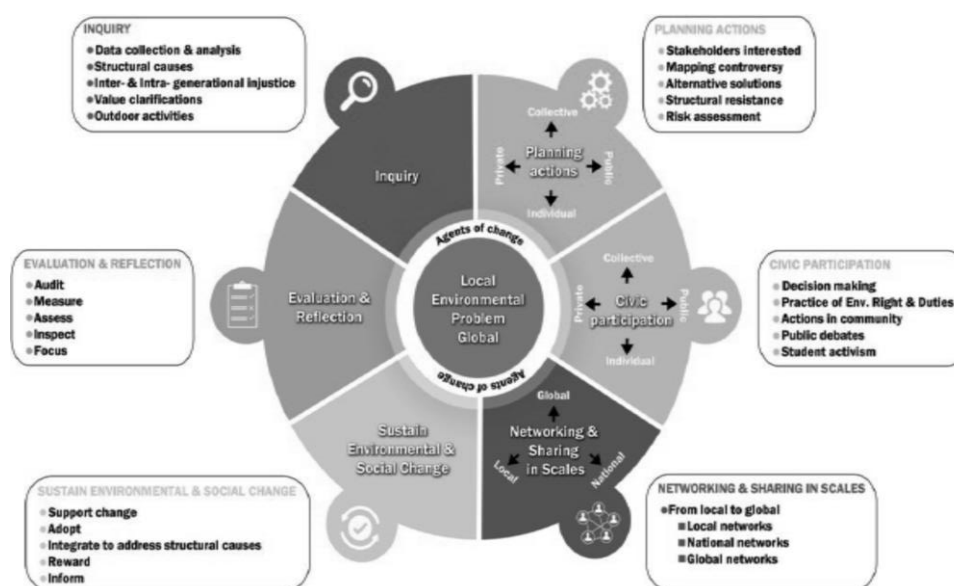 INQUIRY
Data collection & analysis
Structural causes
Inter- & Intra- generational injustice
Value clarifications
Outdoor activities
PLANNING ACTIONS
Stakeholders interested
Mapping controversy
Alternative solutions
Structural resistance
Risk assessment
Inquiry
Collective
Private
Planning
actions
Public
Individual
EVALUATION & REFLECTION
Audit
Measure
Assess
Inspect
Focus
Evaluation &
Reflection
Agents of change
Local
Environmental
Problem
Global
Agents of change
Collective
Private
Civic
participation
Public
Individual
CIVIC PARTICIPATION
Decision making
Practice of Env. Right & Duties
Actions in community
Public debates
Student activism
Sustain
Environmental &
Social Change
Global
Networking &
Sharing
in Scales
Local
National
SUSTAIN ENVIRONMENTAL & SOCIAL CHANGE
Support change
Adopt
Integrate to address structural causes
Reward
Inform
NETWORKING & SHARING IN SCALES
From local to global
Local networks
National networks
Global networks